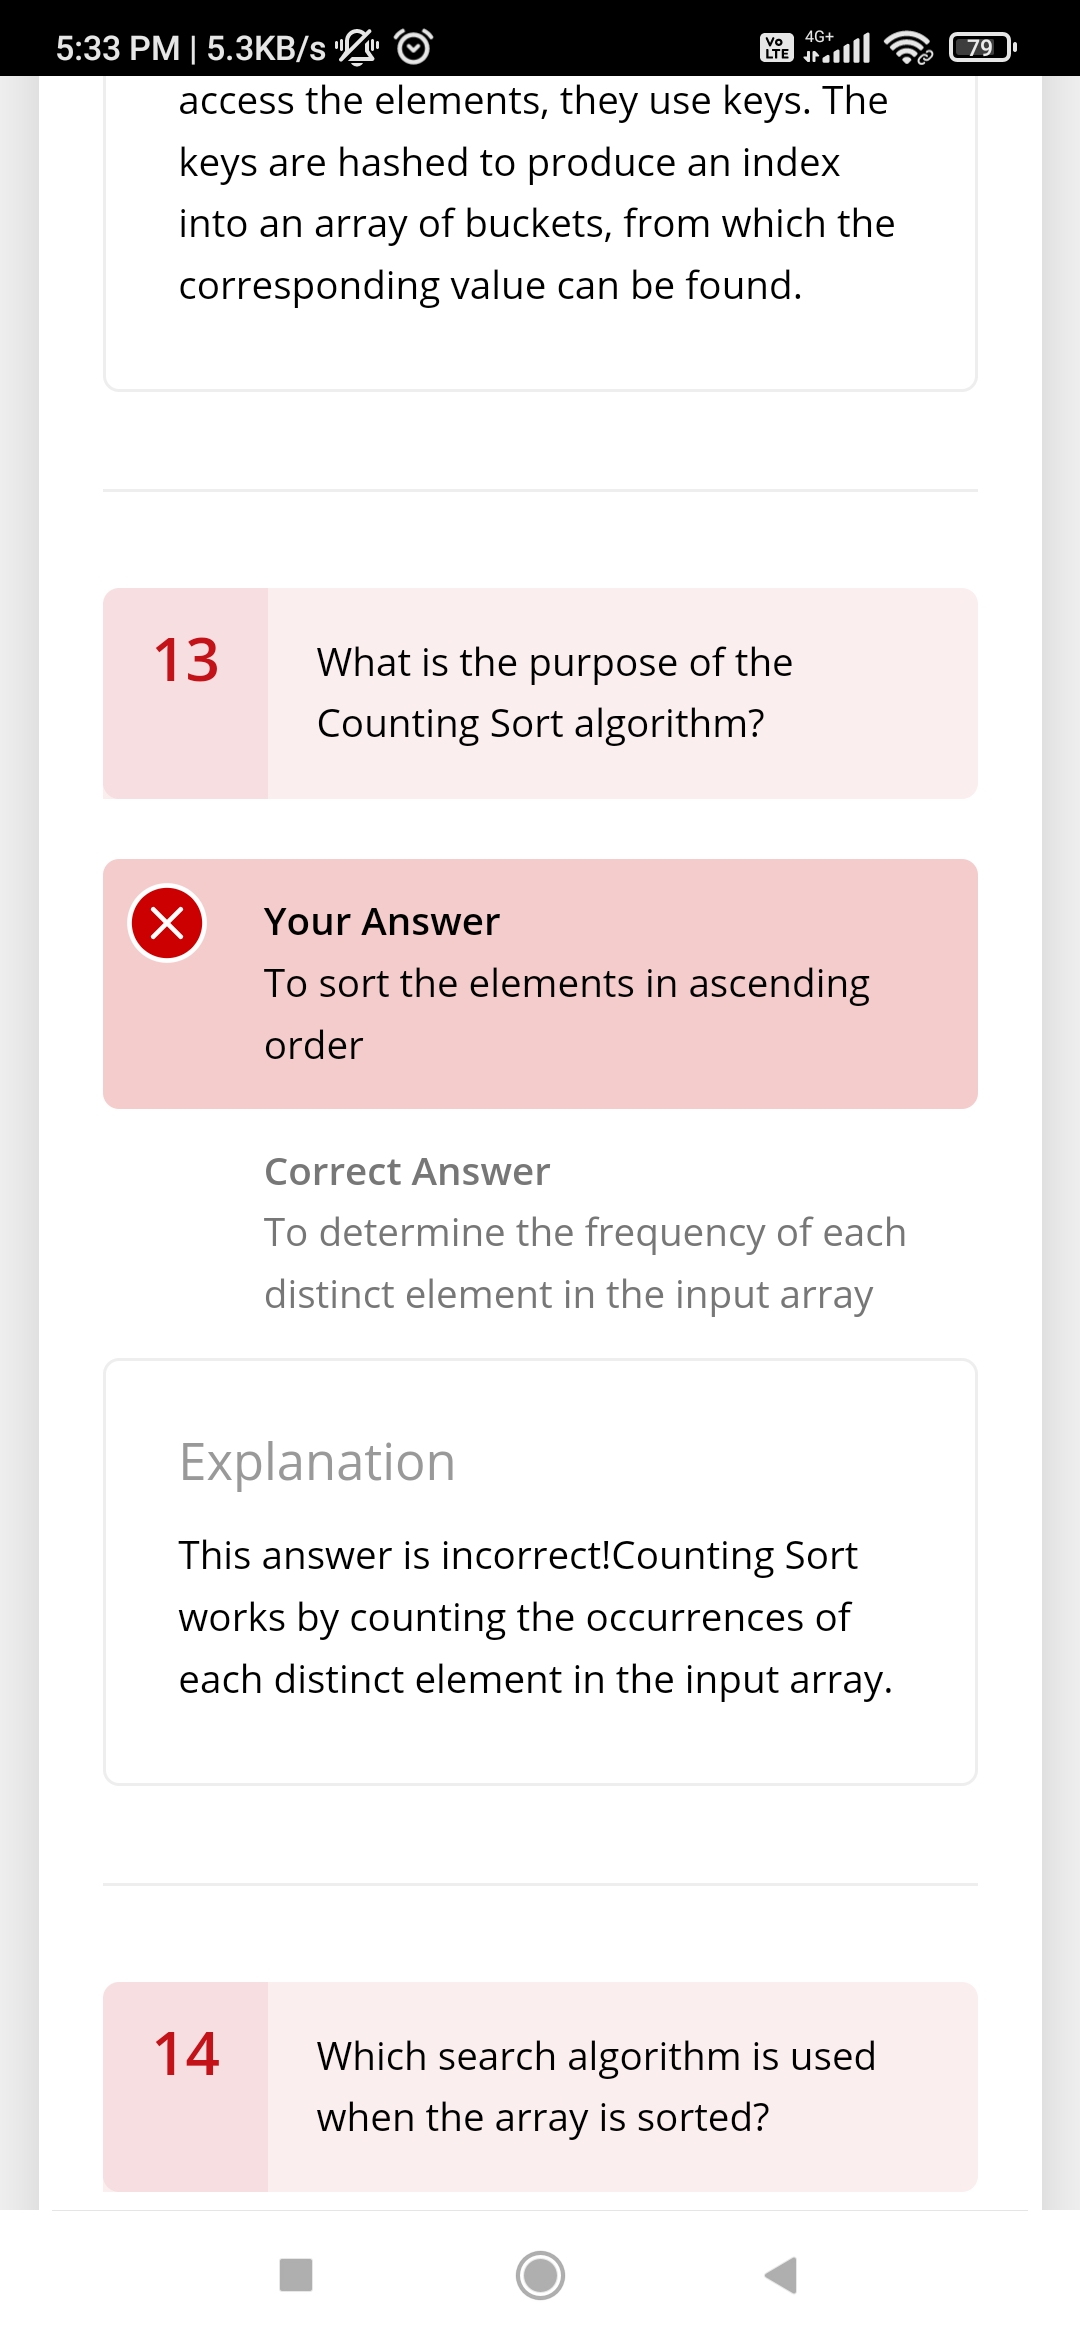 5:33 PM | 5.3KB/s Vo LTE 4G+ 79
access the elements, they use keys. The
keys are hashed to produce an index
into an array of buckets, from which the
corresponding value can be found.
13
What is the purpose of the
Counting Sort algorithm?
Your Answer
To sort the elements in ascending
order
Correct Answer
To determine the frequency of each
distinct element in the input array
Explanation
This answer is incorrect!Counting Sort
works by counting the occurrences of
each distinct element in the input array.
14
Which search algorithm is used
when the array is sorted?